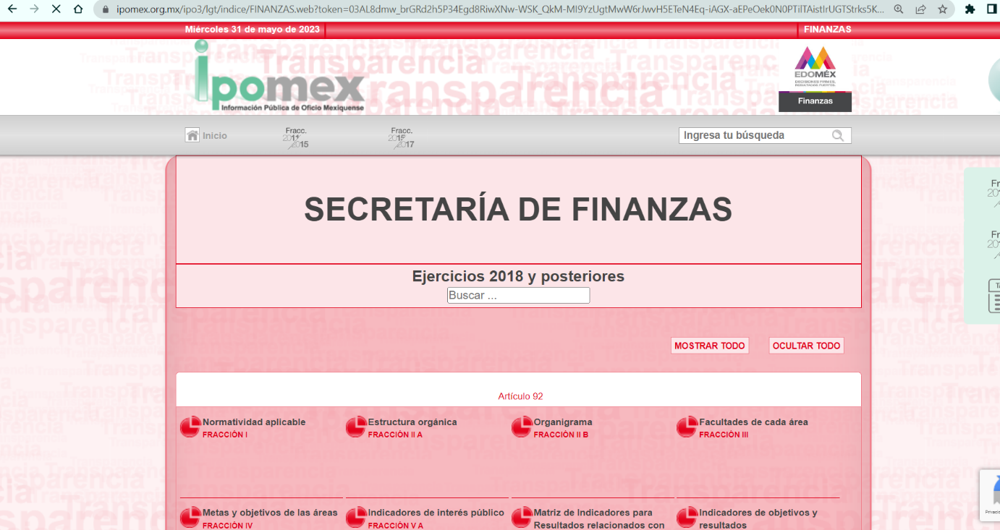 ipomex.org.mx/ipo3/lgt/indice/FINANZAS.web?token=03AL8dmw_brGRd2h5P34Egd8RiwXNw-WSK_QkM-MI9YzUgtMwW6rJwvH5ETeN4Eq-iAGX-aEPeOek0N0PTilTAistIrUGTStrks5K...
Miércoles 31 de mayo de 2023
FINANZAS
ipomex
Información Pública de Oficio Mexiquense
EDOMÉX
DECISIONES FIRMES,
RESULTADOS FUERTES.
Finanzas
Inicio
Fracc.
2015
Fracc.
2017
Ingresa tu búsqueda
SECRETARÍA DE FINANZAS
Ejercicios 2018 y posteriores
Buscar ...
MOSTRAR TODO
OCULTAR TODO
Artículo 92
Normatividad aplicable
FRACCIÓN I
Estructura orgánica
FRACCIÓN II A
Organigrama
FRACCIÓN II B
Facultades de cada área
FRACCIÓN III
Metas y objetivos de las áreas
FRACCIÓN IV
Indicadores de interés público
FRACCIÓN V A
Matriz de Indicadores para
Resultados relacionados con
Indicadores de objetivos y
resultados